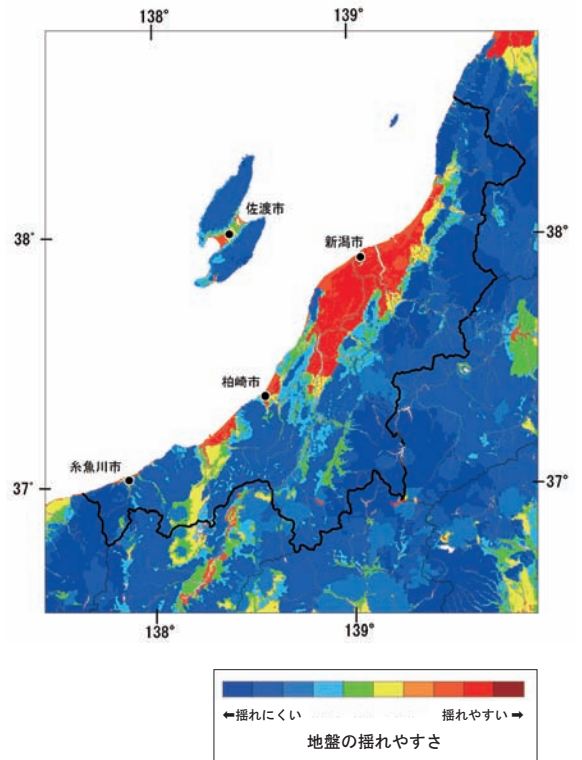 138°
139°
佐渡市
38°
新潟市
38°
柏崎市
糸魚川市
37°
37°
138°
139°
←揺れにくい 揺れやすい→
地盤の揺れやすさ